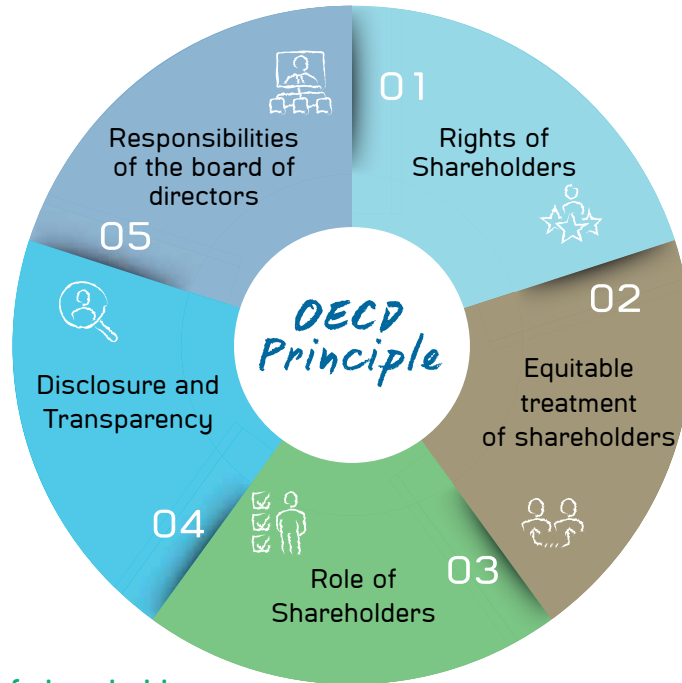 01
Rights of
Shareholders
02
Equitable
treatment
of shareholders
03
Role of
Shareholders
04
Disclosure and
Transparency
05
Responsibilities
of the board of
directors
OECD
Principle